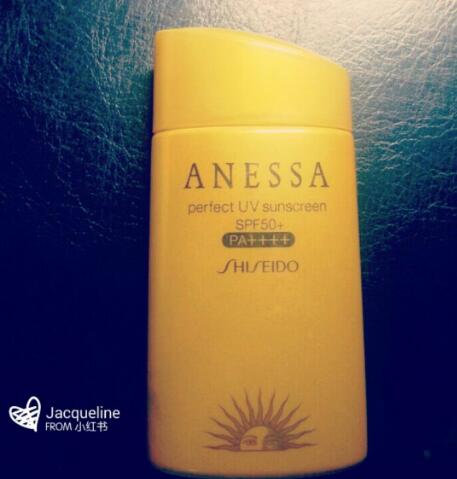 ANESSA
perfect UV sunscreen
SPF50+
PA++++
SHISEIDO
Jacqueline
FROM 小红书